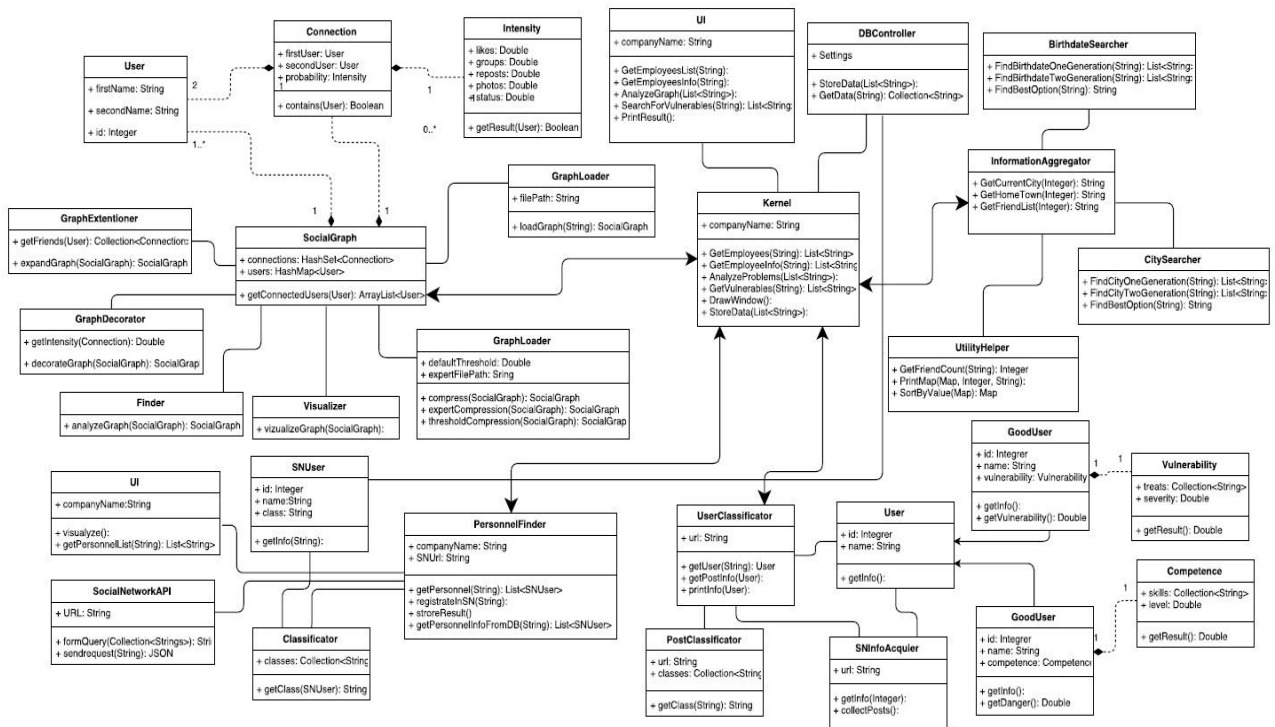 User
+ firstName: String
+ secondName: String
+ id: Integer
2
1..*
Connection
+ firstUser: User
+ secondUser: User
+ probability: Intensity
1
+ contains(User): Boolean
Intensity
+ likes: Double
+ groups: Double
+ reposts: Double
+ photos: Double
+ status: Double
+ getResult(User): Boolean
1
0..*
UI
+ companyName: String
+ GetEmployeesList(String):
+ GetEmployeesInfo(String):
+ AnalyzeGraph(List<String>):
+ SearchForVulnerables(String): List<String>
+ PrintResult():
DBController
+ Settings
+ StoreData(List<String>):
+ GetData(String): Collection<String>
BirthdateSearcher
+ FindBirthdateOneGeneration(String): List<String>
+ FindBirthdateTwoGeneration(String): List<String>
+ FindBestOption(String): String
InformationAggregator
+ GetCurrentCity(Integer): String
+ GetHomeTown(Integer): String
+ GetFriendList(Integer): String
GraphLoader
+ filePath: String
+ loadGraph(String): SocialGraph
Kernel
+ companyName: String
+ GetEmployees(String): List<String>
+ GetEmployeeInfo(String): List<String>
+ AnalyzeProblems(List<String>):
+ GetVulnerables(String): List<String>
+ DrawWindow():
+ StoreData(List<String>):
GraphExtentioner
+ getFriends(User): Collection<Connection>
+ expandGraph(SocialGraph): SocialGraph
1
1
SocialGraph
+ connections: HashSet<Connection>
+ users: HashMap<User>
+ getConnectedUsers(User): ArrayList<User>
CitySearcher
+ FindCityOneGeneration(String): List<String>
+ FindCityTwoGeneration(String): List<String>
+ FindBestOption(String): String
GraphDecorator
+ getIntensity(Connection): Double
+ decorateGraph(SocialGraph): SocialGrap
GraphLoader
+ defaultThreshold: Double
+ expertFilePath: Sring
+ compress(SocialGraph): SocialGraph
+ expertCompression(SocialGraph): SocialGraph
+ thresholdCompression(SocialGraph): SocialGrap
UtilityHelper
+ GetFriendCount(String): Integer
+ PrintMap(Map, Integer, String):
+ SortByValue(Map): Map
Finder
+ analyzeGraph(SocialGraph): SocialGraph
Visualizer
+ vizualizeGraph(SocialGraph):
GoodUser
+ id: Integrer
+ name: String
+ vulnerability: Vulnerability
+ getInfo():
+ getVulnerability(): Double
1
1
Vulnerability
+ treats: Collection<String>
+ severity: Double
+ getResult(): Double
UI
+ companyName:String
+ visualyze():
+ getPersonnelList(String): List<String>
SNUser
+ id: Integer
+ name:String
+ class: String
+ getInfo(String):
PersonnelFinder
+ companyName: String
+ SNUrl: String
+ getPersonnel(String): List<SNUser>
+ registrateInSN(String):
+ stroreResult()
+ getPersonnelInfoFromDB(String): List<SNUser>
UserClassificator
+ url: String
+ getUser(String): User
+ getPostInfo(User):
+ printInfo(User):
User
+ id: Integrer
+ name: String
+ getInfo():
Competence
+ skills: Collection<String>
+ level: Double
+ getResult(): Double
1
1
SocialNetworkAPI
+ URL: String
+ formQuery(Collection<Strings>): Stri
+ sendroquest(String): JSON
Classificator
+ classes: Collection<String
+ getClass(SNUser): String
PostClassificator
+ url: String
+ classes: Collection<String
+ getClass(String): String
SNInfoAcquier
+ url: String
+ getInfo(Integer):
+ collectPosts():
GoodUser
+ id: Integrer
+ name: String
+ competence: Competenc
+ getInfo():
+ getDanger(): Double